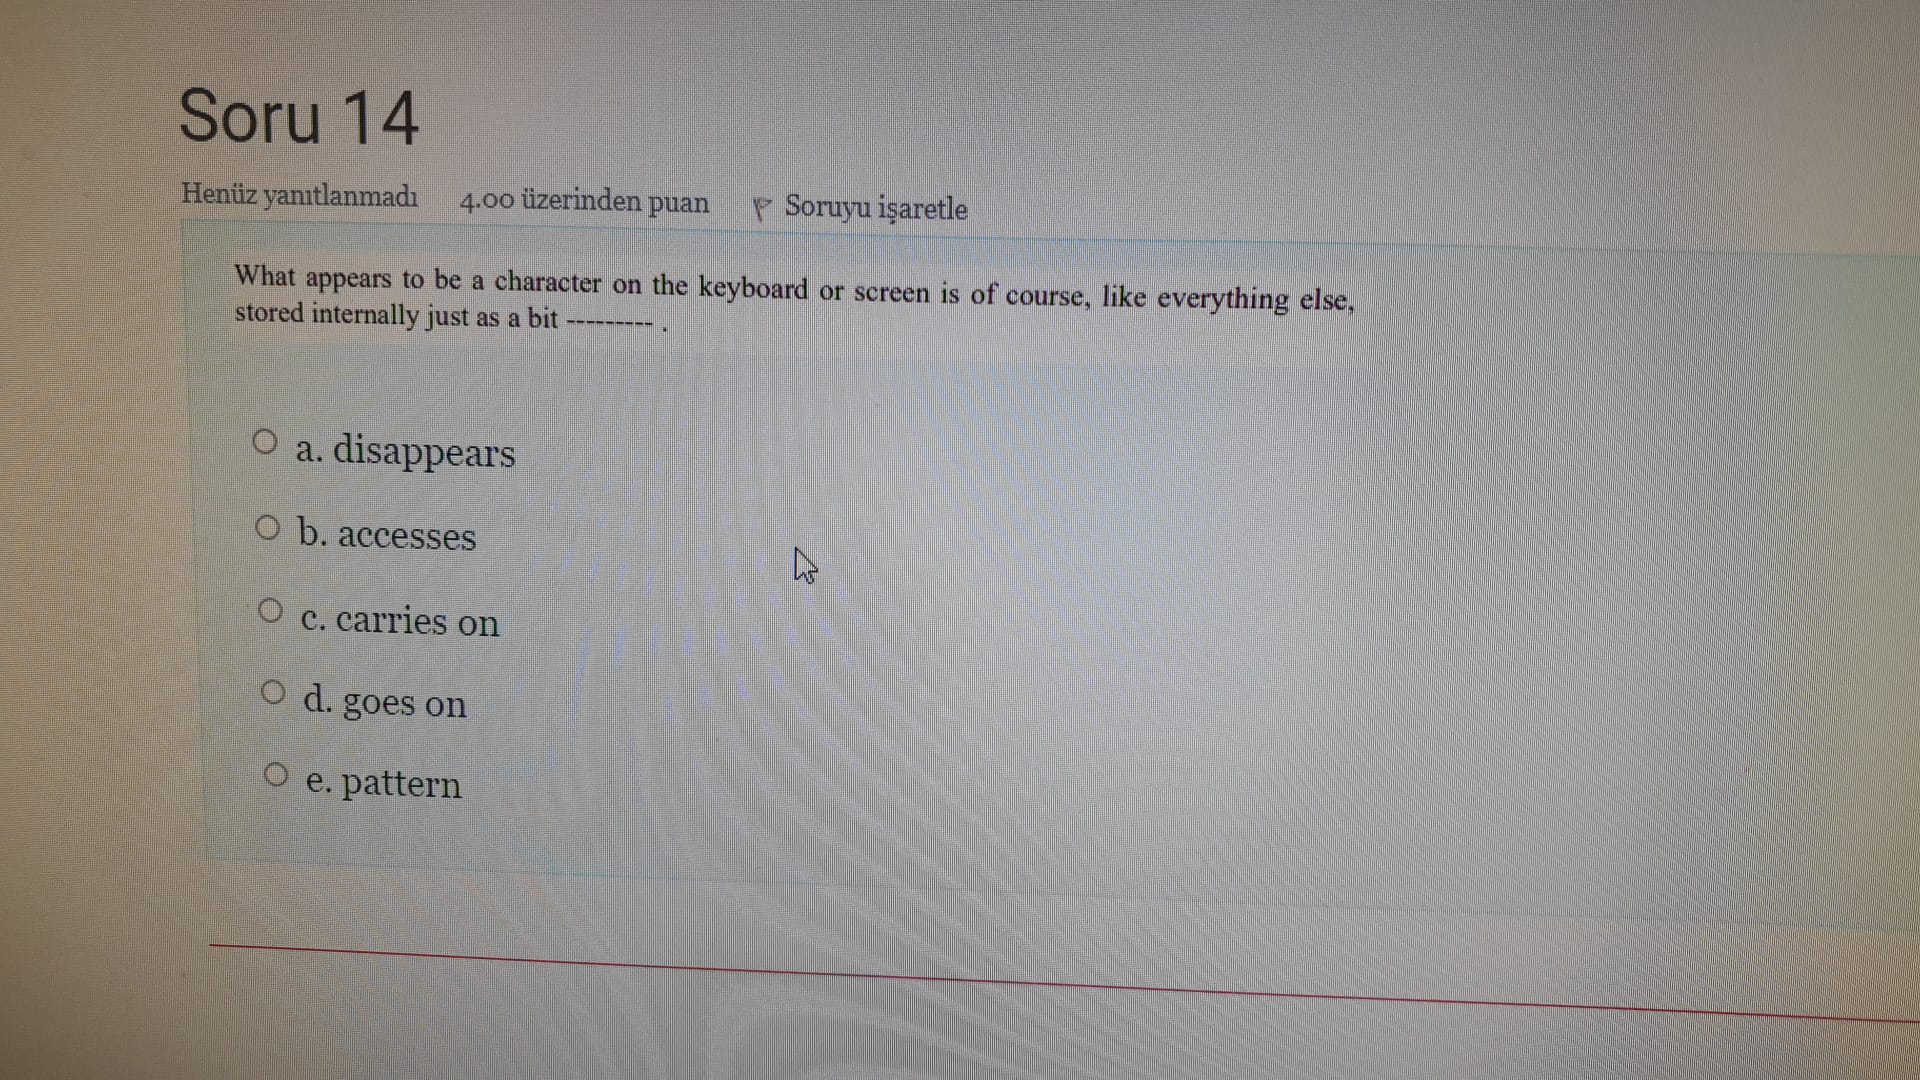 Soru 14
Henüz yanıtlanmadı 4.00 üzerinden puan Soruyu işaretle
What appears to be a character on the keyboard or screen is of course, like everything else,
stored internally just as a bit --------- .
a. disappears
b. accesses
c. carries on
d. goes on
e. pattern